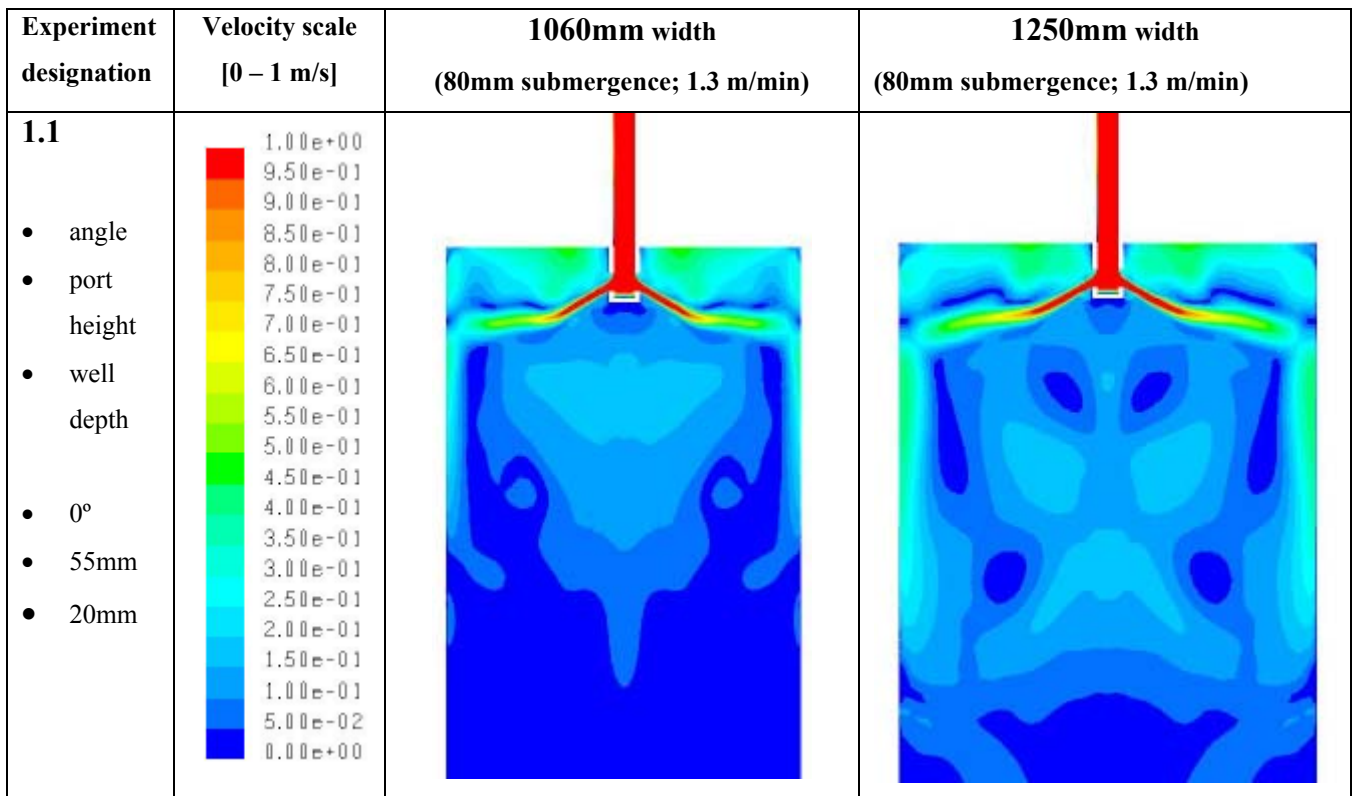 Experiment designation
Velocity scale
[0 – 1 m/s]
1060mm width
(80mm submergence; 1.3 m/min)
1250mm width
(80mm submergence; 1.3 m/min)
1.1
• angle
• port
height
• well
depth
• 0º
• 55mm
• 20mm
1.00e+00
9.50e-01
9.00e-01
8.50e-01
8.00e-01
7.50e-01
7.00e-01
6.50e-01
6.00e-01
5.50e-01
5.00e-01
4.50e-01
4.00e-01
3.50e-01
3.00e-01
2.50e-01
2.00e-01
1.50e-01
1.00e-01
5.00e-02
0.00e+00